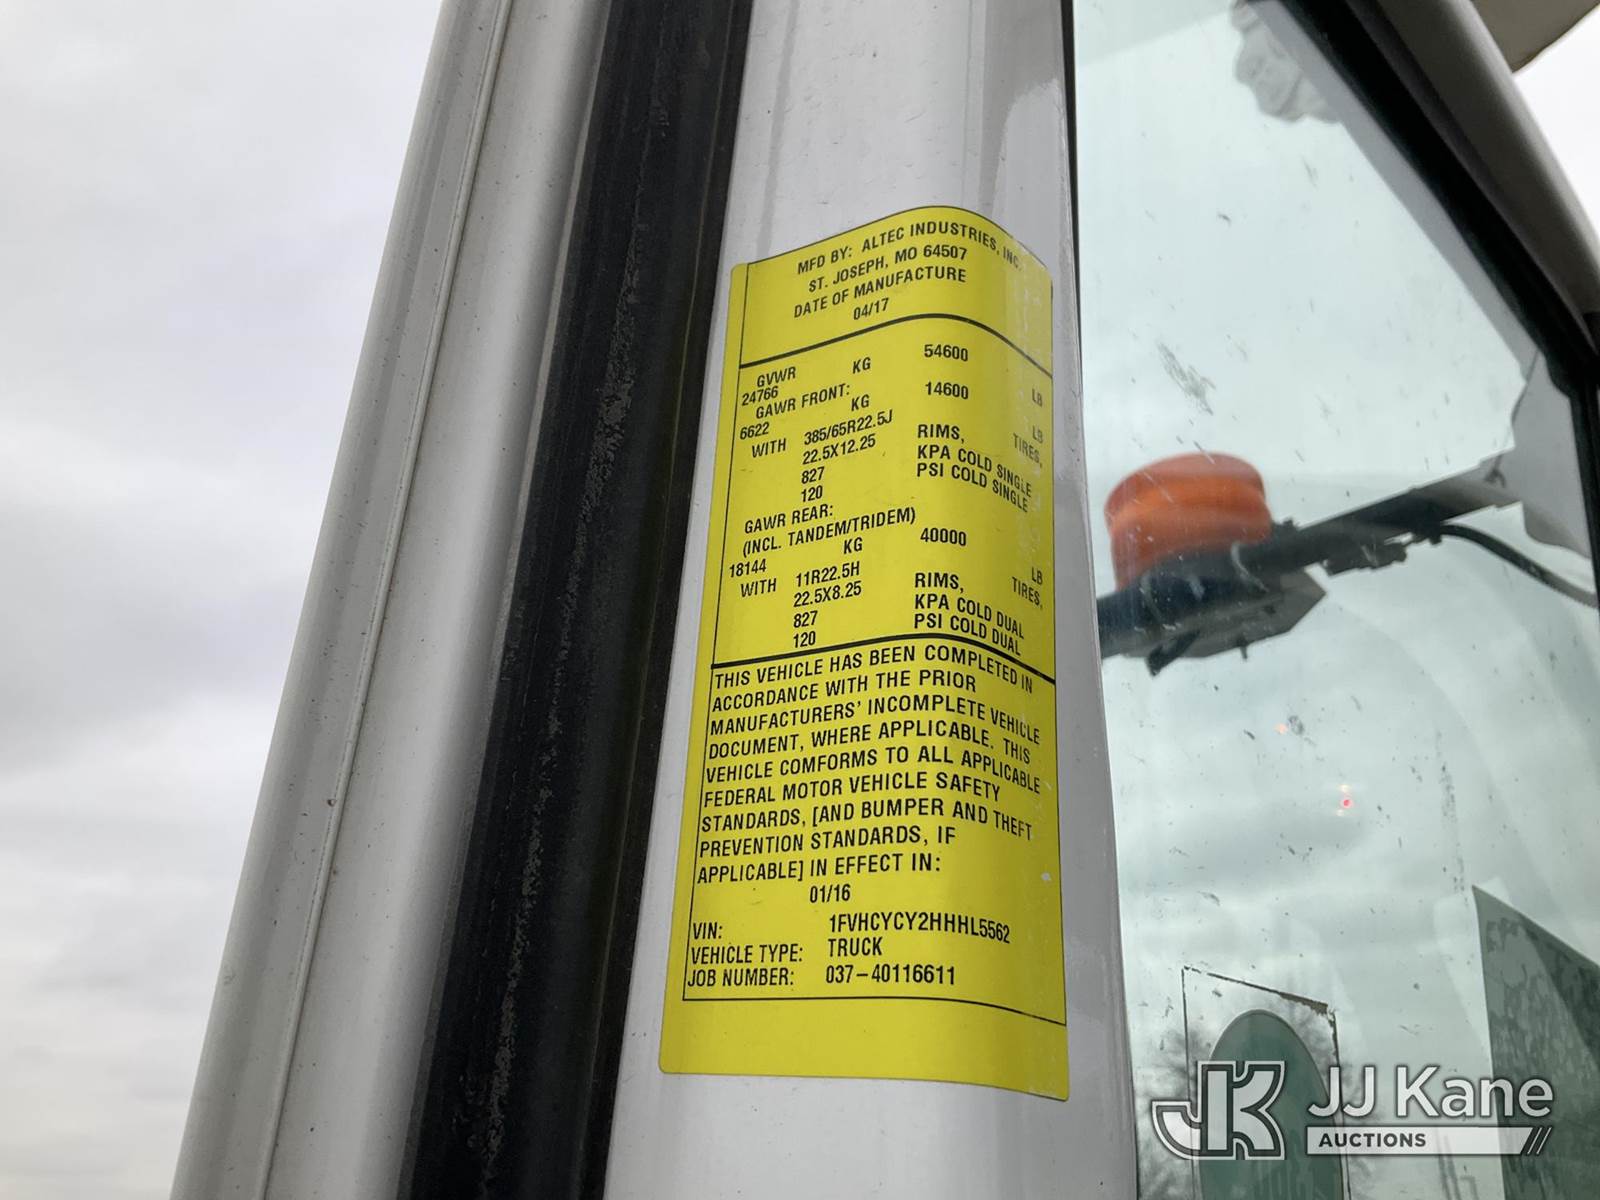 MFD BY: ALTEC INDUSTRIES, INC.
ST. JOSEPH, MO 64507
DATE OF MANUFACTURE
04/17
GVWR KG 54600 LB
24766
GAWR FRONT: 14600
6622 KG LB
WITH 385/65R22.5J TIRES,
22.5X12.25 RIMS,
827 KPA COLD SINGLE
120 PSI COLD SINGLE
GAWR REAR:
(INCL. TANDEM/TRIDEM)
18144 KG 40000 LB
WITH 11R22.5H TIRES,
22.5X8.25 RIMS,
827 KPA COLD DUAL
120 PSI COLD DUAL
THIS VEHICLE HAS BEEN COMPLETED IN
ACCORDANCE WITH THE PRIOR
MANUFACTURERS' INCOMPLETE VEHICLE
DOCUMENT, WHERE APPLICABLE. THIS
VEHICLE COMFORMS TO ALL APPLICABLE
FEDERAL MOTOR VEHICLE SAFETY
STANDARDS, [AND BUMPER AND THEFT
PREVENTION STANDARDS, IF
APPLICABLE] IN EFFECT IN:
01/16
VIN: 1FVHCYCY2HHHL5562
VEHICLE TYPE: TRUCK
JOB NUMBER: 037-40116611
JK JJ Kane
AUCTIONS